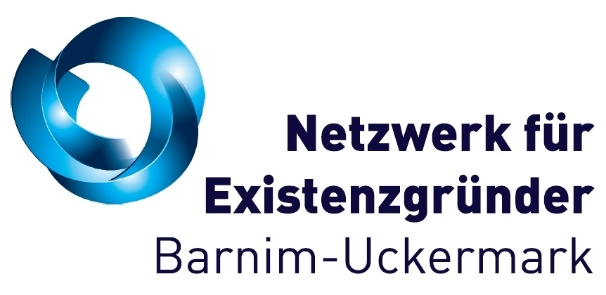 Netzwerk für
Existenzgründer
Barnim-Uckermark